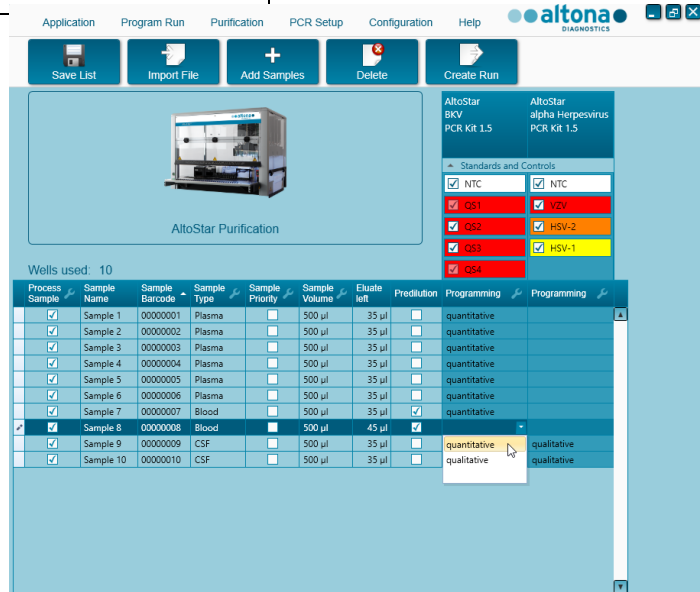 Application Program Run Purification PCR Setup Configuration Help
altona
DIAGNOSTICS
Save List Import File Add Samples Delete Create Run
AltoStar
BKV
PCR Kit 1.5
AltoStar
alpha Herpesvirus
PCR Kit 1.5
Standards and Controls
NTC NTC
QS1 VZV
QS2 HSV-2
QS3 HSV-1
QS4
AltoStar Purification
Wells used: 10
Process Sample Sample Name Sample Barcode Sample Type Sample Priority Sample Volume Eluate left Predilution Programming Programming
Sample 1 00000001 Plasma 500 µl 35 µl quantitative
Sample 2 00000002 Plasma 500 µl 35 µl quantitative
Sample 3 00000003 Plasma 500 µl 35 µl quantitative
Sample 4 00000004 Plasma 500 µl 35 µl quantitative
Sample 5 00000005 Plasma 500 µl 35 µl quantitative
Sample 6 00000006 Plasma 500 µl 35 µl quantitative
Sample 7 00000007 Blood 500 µl 35 µl quantitative
Sample 8 00000008 Blood 500 µl 45 µl
Sample 9 00000009 CSF 500 µl 35 µl quantitative qualitative
Sample 10 00000010 CSF 500 µl 35 µl qualitative qualitative